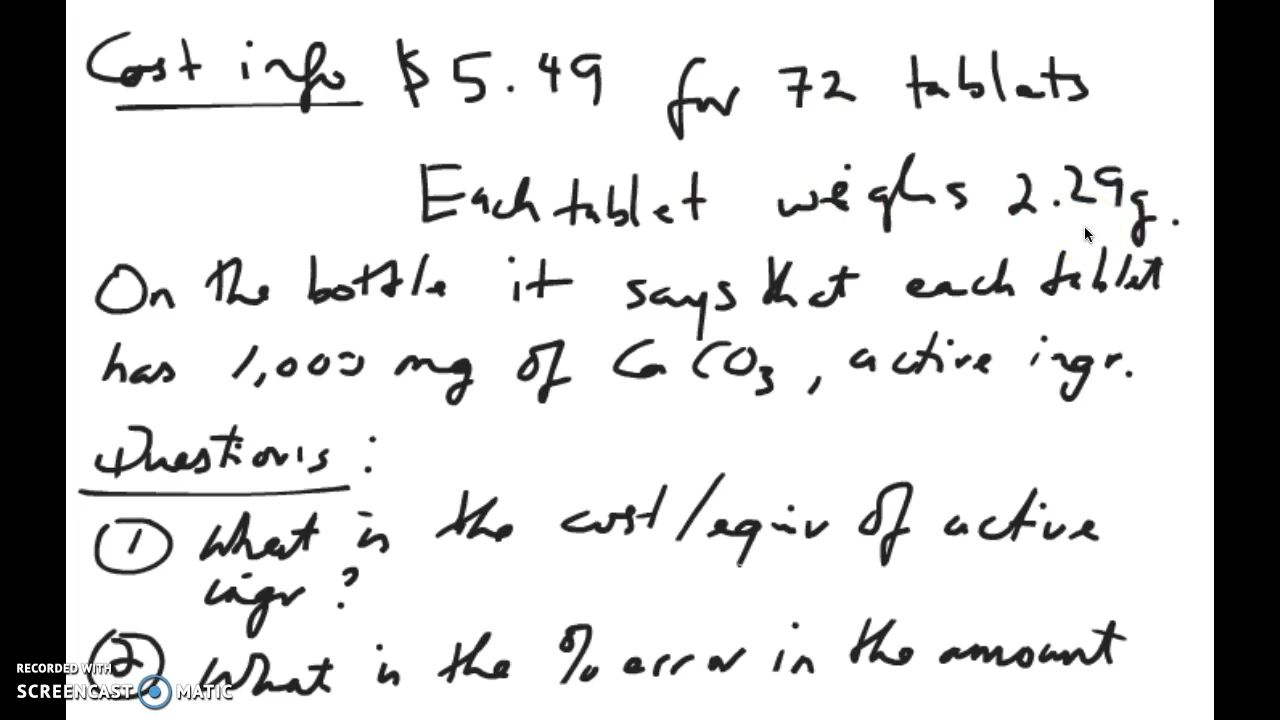 Cost info $5.49 for 72 tablets
Each tablet weighs 2.29g.
On the bottle it says that each tablet
has 1,000 mg of CaCO3, active ingr.
Questions:
① What is the cost/equiv of active
ingr?
② What is the % error in the amount
RECORDED WITH
SCREENCAST MATIC